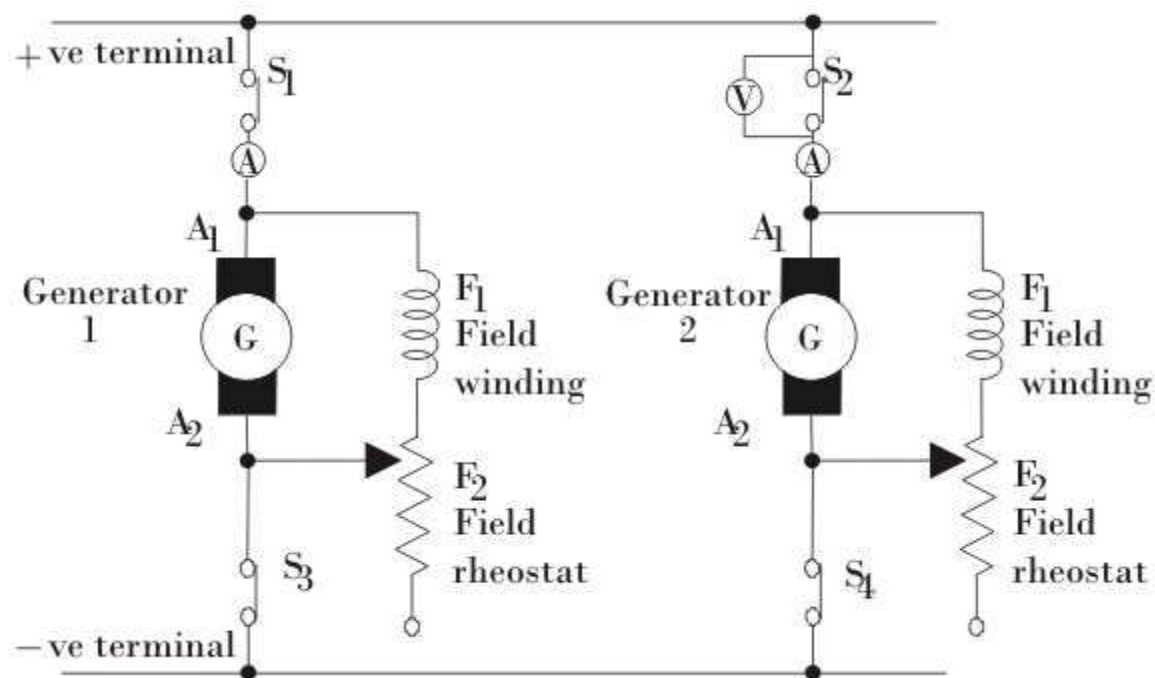 +ve terminal
S1
S2
V
A
A
A1
A1
Generator
1
G
F1
Field
winding
Generator
2
G
F1
Field
winding
A2
A2
F2
Field
rheostat
F2
Field
rheostat
S3
S4
−ve terminal